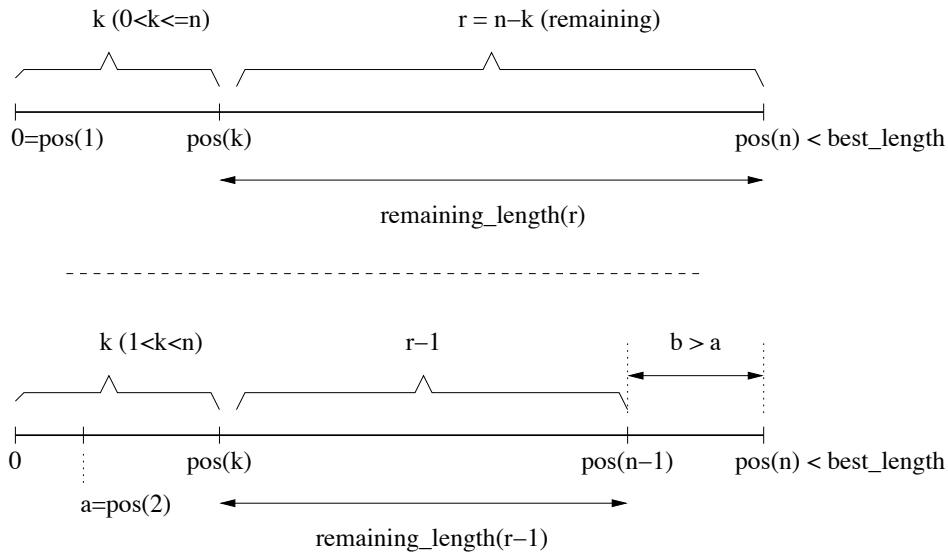 k (0<k<=n) r = n−k (remaining)
0=pos(1) pos(k) pos(n) < best_length
remaining_length(r)
k (1<k<n) r−1 b > a
0 pos(k) pos(n−1) pos(n) < best_length
a=pos(2)
remaining_length(r−1)